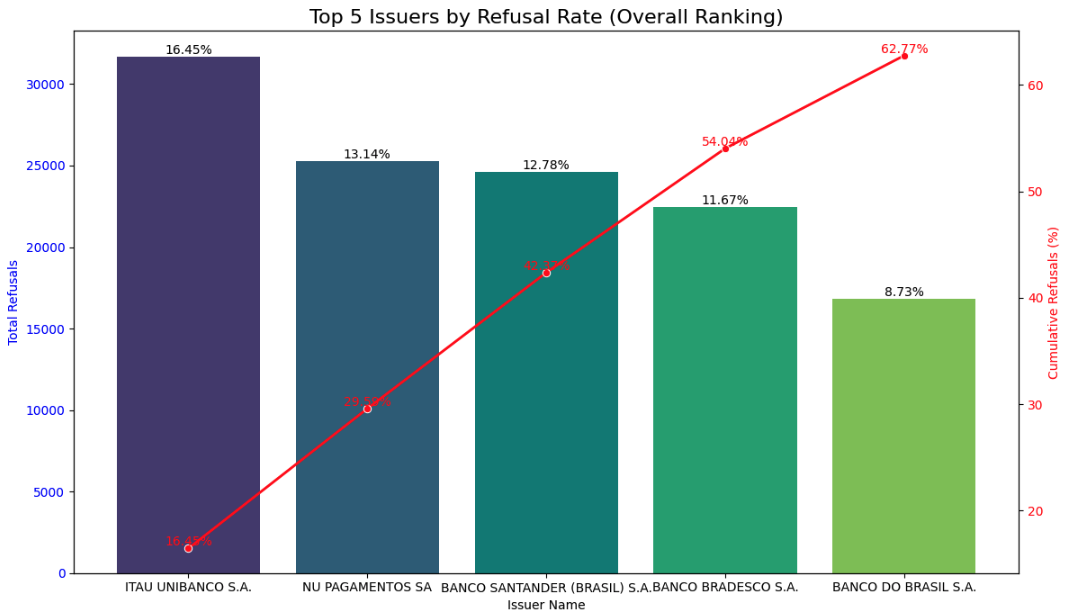 Top 5 Issuers by Refusal Rate (Overall Ranking)
16.45%
13.14%
12.78%
11.67%
8.73%
62.77%
54.04%
16.45%
30000
25000
20000
15000
10000
5000
0
Total Refusals
60
50
40
30
20
Cumulative Refusals (%)
ITAU UNIBANCO S.A.
NU PAGAMENTOS SA
BANCO SANTANDER (BRASIL) S.A.
BANCO BRADESCO S.A.
BANCO DO BRASIL S.A.
Issuer Name